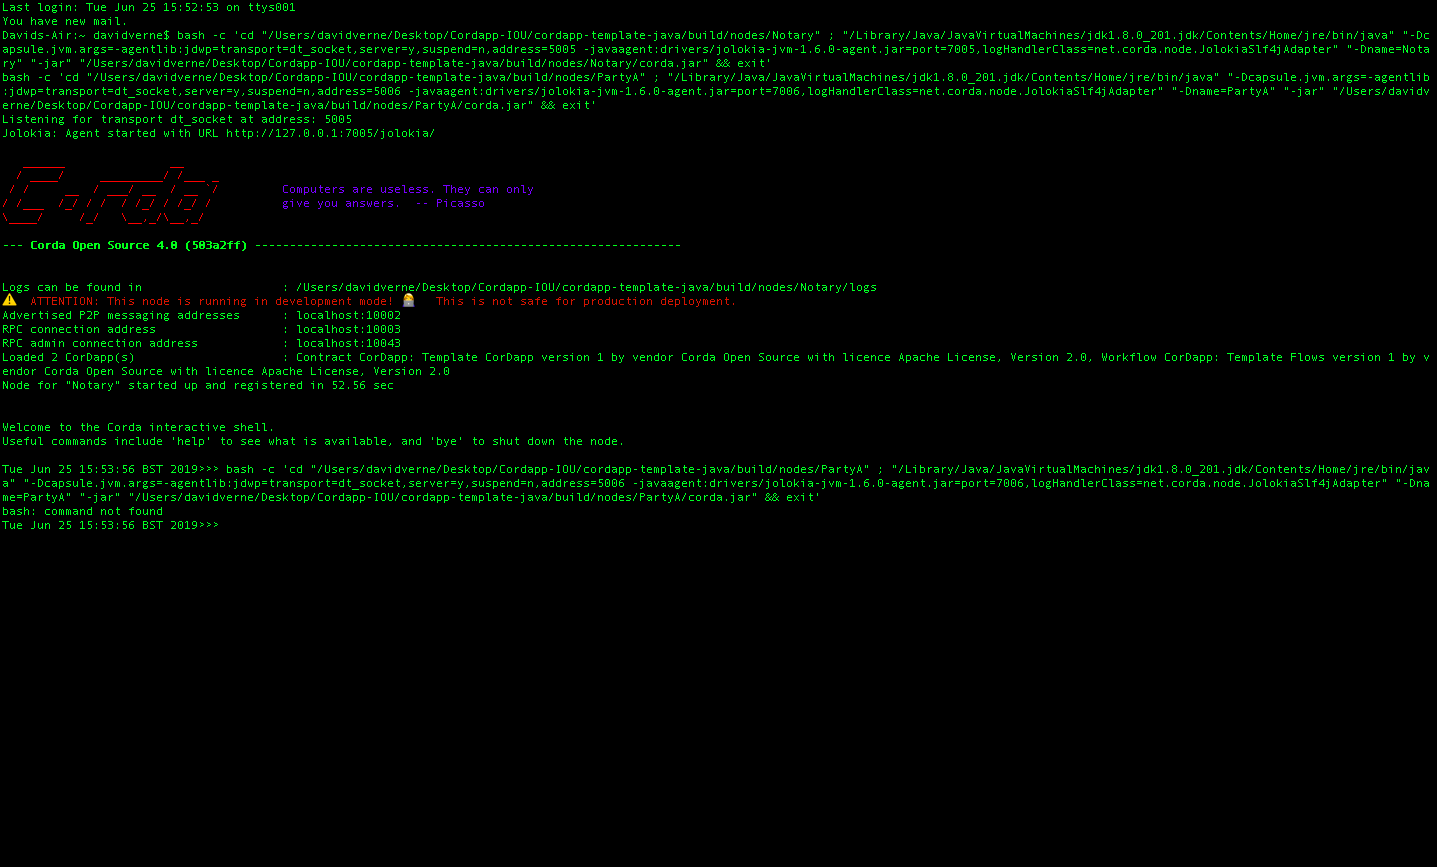 Last login: Tue Jun 25 15:52:53 on ttys001
You have new mail.
Davids-Air:~ davidverne$ bash -c 'cd "/Users/davidverne/Desktop/Cordapp-IOU/cordapp-template-java/build/nodes/Notary" ; "/Library/Java/JavaVirtualMachines/jdk1.8.0_201.jdk/Contents/Home/jre/bin/java" "-Dc
apsule.jvm.args=-agentlib:jdwp=transport=dt_socket,server=y,suspend=n,address=5005 -javaagent:drivers/jolokia-jvm-1.6.0-agent.jar=port=7005,logHandlerClass=net.corda.node.JolokiaSlf4jAdapter" "-Dname=Nota
ry" "-jar" "/Users/davidverne/Desktop/Cordapp-IOU/cordapp-template-java/build/nodes/Notary/corda.jar" && exit'
bash -c 'cd "/Users/davidverne/Desktop/Cordapp-IOU/cordapp-template-java/build/nodes/PartyA" ; "/Library/Java/JavaVirtualMachines/jdk1.8.0_201.jdk/Contents/Home/jre/bin/java" "-Dcapsule.jvm.args=-agentlib
:jdwp=transport=dt_socket,server=y,suspend=n,address=5006 -javaagent:drivers/jolokia-jvm-1.6.0-agent.jar=port=7006,logHandlerClass=net.corda.node.JolokiaSlf4jAdapter" "-Dname=PartyA" "-jar" "/Users/davidv
erne/Desktop/Cordapp-IOU/cordapp-template-java/build/nodes/PartyA/corda.jar" && exit'
Listening for transport dt_socket at address: 5005
Jolokia: Agent started with URL http://127.0.0.1:7005/jolokia/
Corda
Computers are useless. They can only
give you answers.  -- Picasso
--- Corda Open Source 4.0 (503a2ff) -------------------------------------------------------------
Logs can be found in                    : /Users/davidverne/Desktop/Cordapp-IOU/cordapp-template-java/build/nodes/Notary/logs
⚠️  ATTENTION: This node is running in development mode! 👩‍💻   This is not safe for production deployment.
Advertised P2P messaging addresses      : localhost:10002
RPC connection address                  : localhost:10003
RPC admin connection address            : localhost:10043
Loaded 2 CorDapp(s)                     : Contract CorDapp: Template CorDapp version 1 by vendor Corda Open Source with licence Apache License, Version 2.0, Workflow CorDapp: Template Flows version 1 by v
endor Corda Open Source with licence Apache License, Version 2.0
Node for "Notary" started up and registered in 52.56 sec
Welcome to the Corda interactive shell.
Useful commands include 'help' to see what is available, and 'bye' to shut down the node.
Tue Jun 25 15:53:56 BST 2019>>> bash -c 'cd "/Users/davidverne/Desktop/Cordapp-IOU/cordapp-template-java/build/nodes/PartyA" ; "/Library/Java/JavaVirtualMachines/jdk1.8.0_201.jdk/Contents/Home/jre/bin/jav
a" "-Dcapsule.jvm.args=-agentlib:jdwp=transport=dt_socket,server=y,suspend=n,address=5006 -javaagent:drivers/jolokia-jvm-1.6.0-agent.jar=port=7006,logHandlerClass=net.corda.node.JolokiaSlf4jAdapter" "-Dna
me=PartyA" "-jar" "/Users/davidverne/Desktop/Cordapp-IOU/cordapp-template-java/build/nodes/PartyA/corda.jar" && exit'
bash: command not found
Tue Jun 25 15:53:56 BST 2019>>>